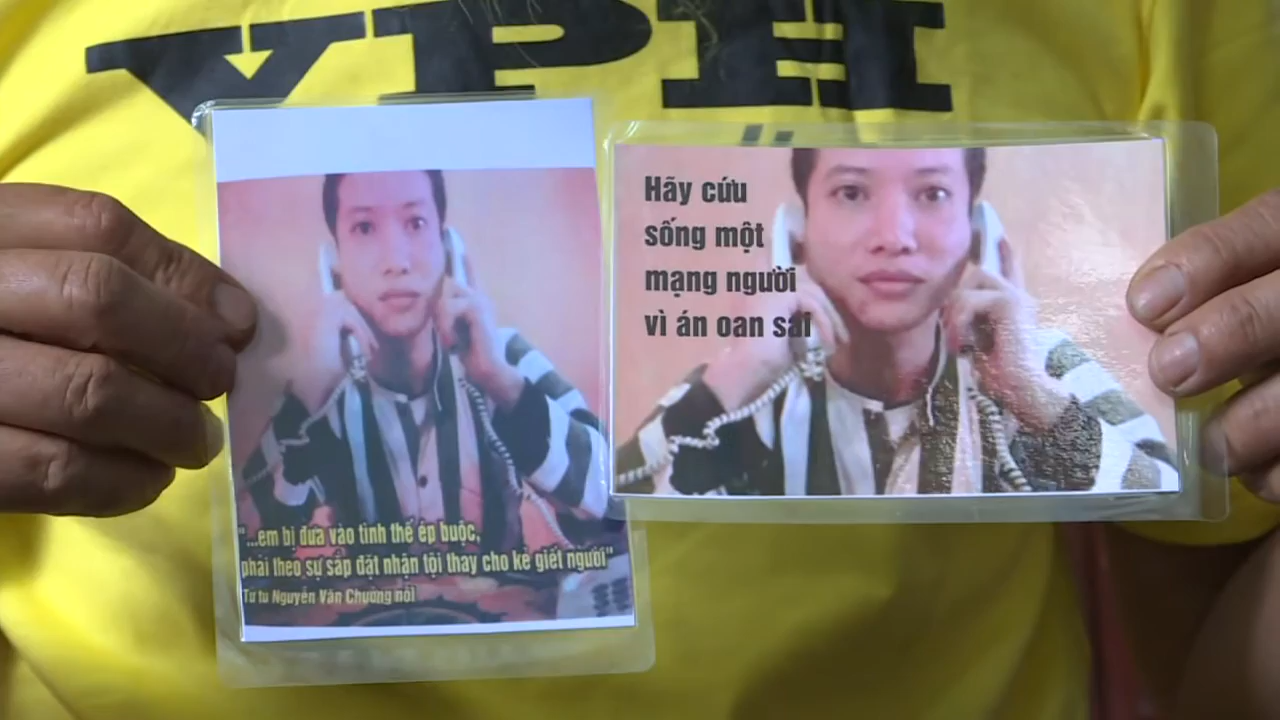 YPH
"...em bị đưa vào tình thế ép buộc,
phải theo sự sắp đặt nhận tội thay cho kẻ giết người"
Tử tù Nguyễn Văn Chưởng nói
Hãy cứu
sống một
mạng người
vì án oan sai